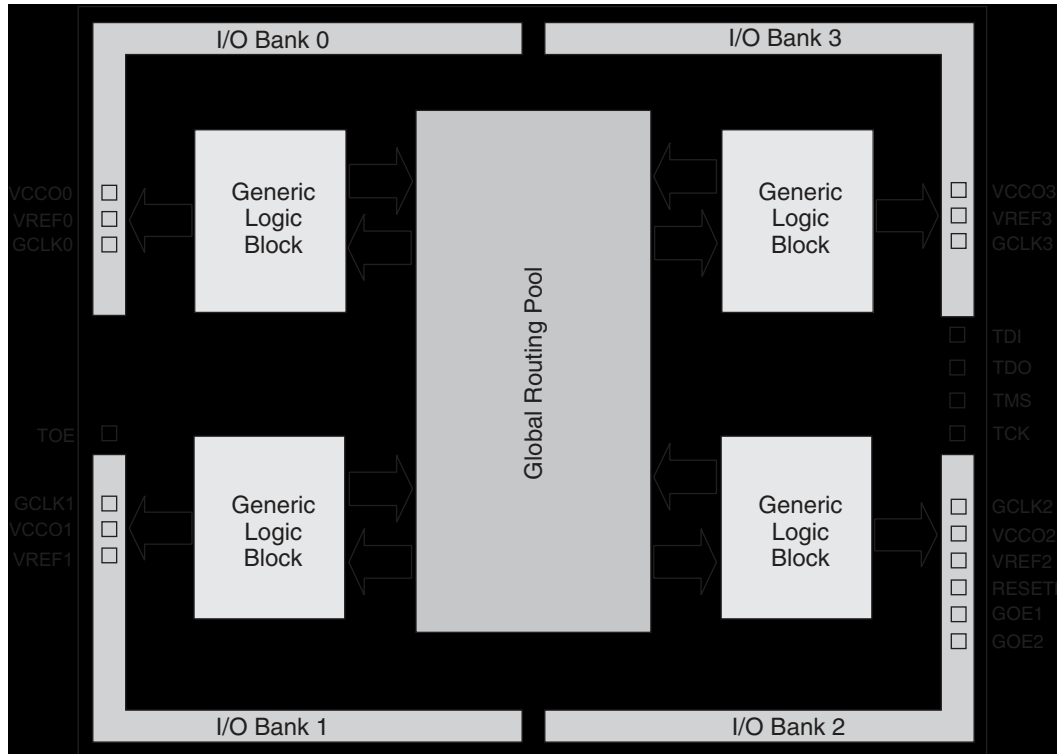 I/O Bank 0
I/O Bank 3
Generic
Logic
Block
Generic
Logic
Block
VCCO0
VREF0
GCLK0
VCCO3
VREF3
GCLK3
Global Routing Pool
TDI
TDO
TMS
TCK
TOE
Generic
Logic
Block
Generic
Logic
Block
GCLK1
VCCO1
VREF1
GCLK2
VCCO2
VREF2
GOE1
GOE2
I/O Bank 1
I/O Bank 2